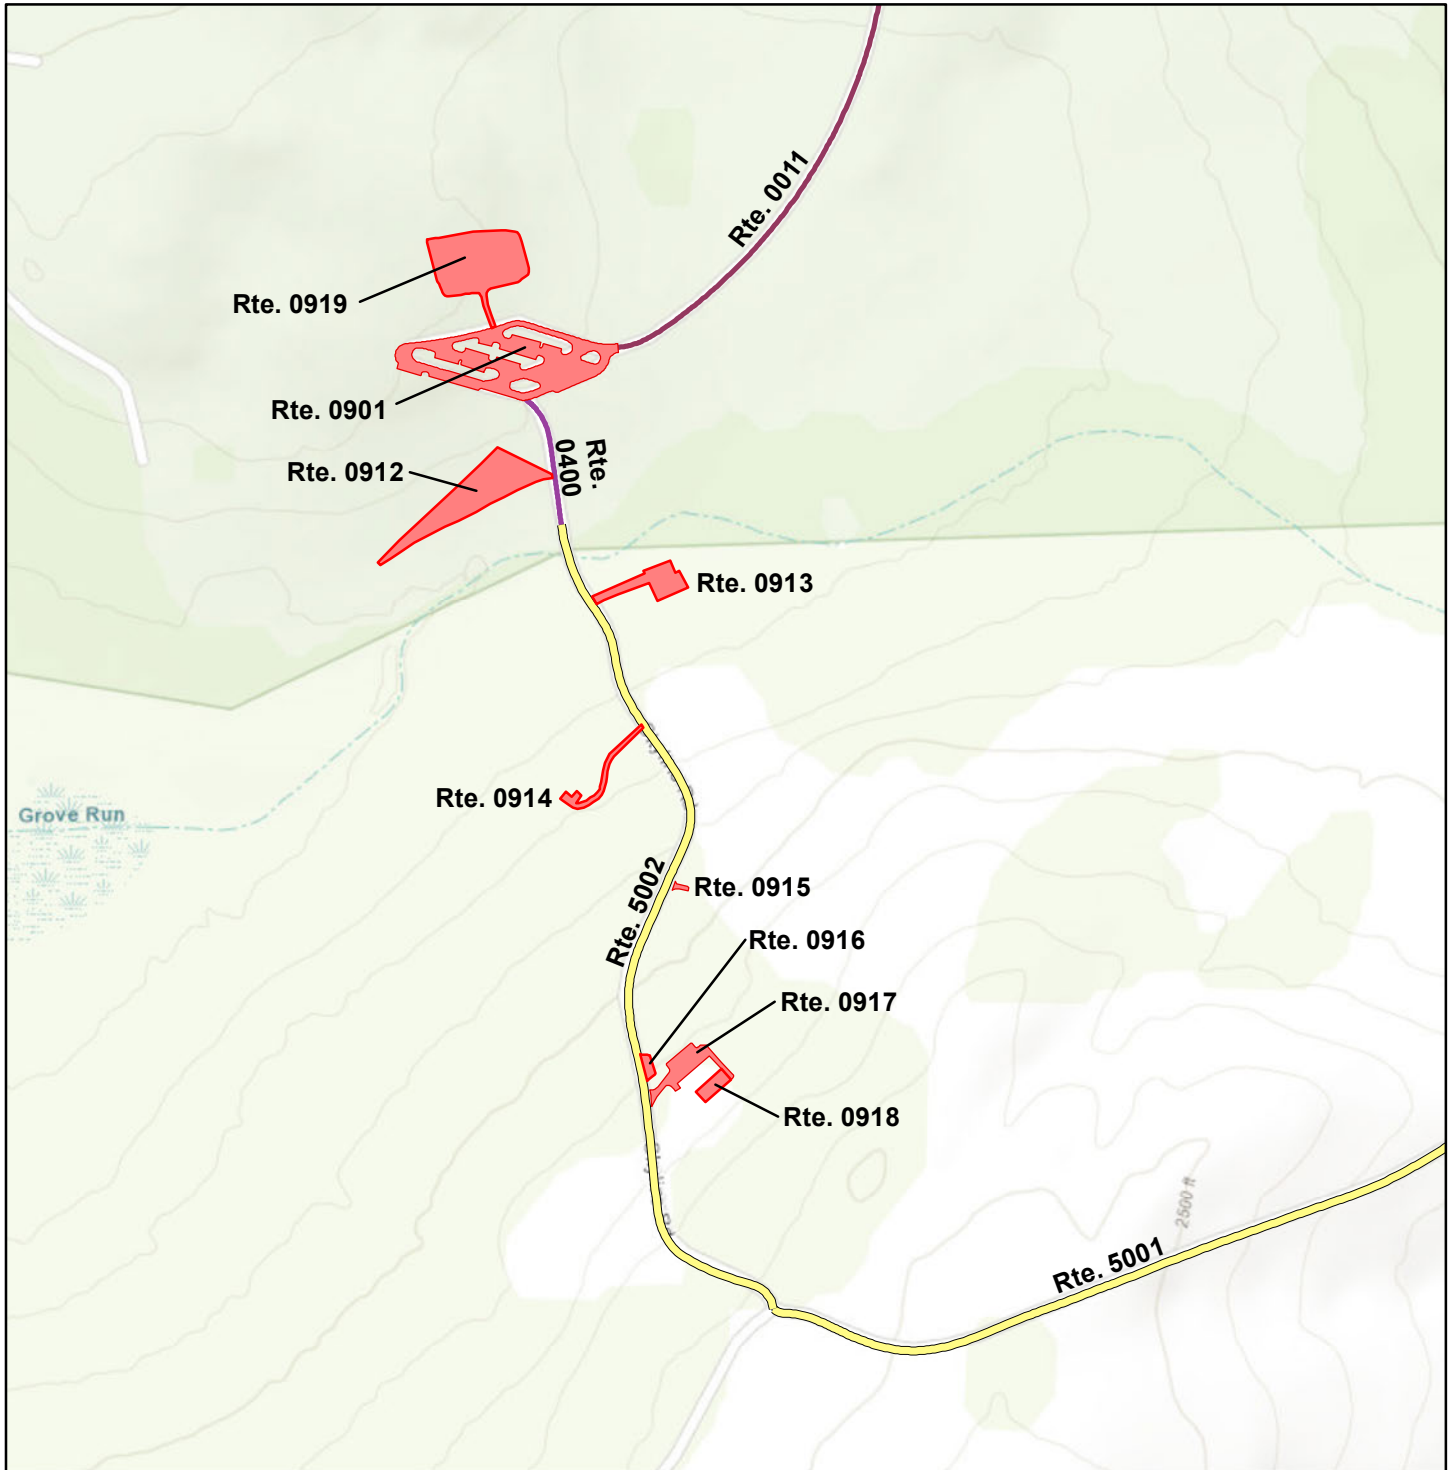 Rte. 0011
Rte. 0919
Rte. 0901
Rte.
0400
Rte. 0912
Rte. 0913
Rte. 0914
Grove Run
Rte. 5002
Rte. 0915
Rte. 0916
Rte. 0917
Rte. 0918
2500 ft
Rte. 5001